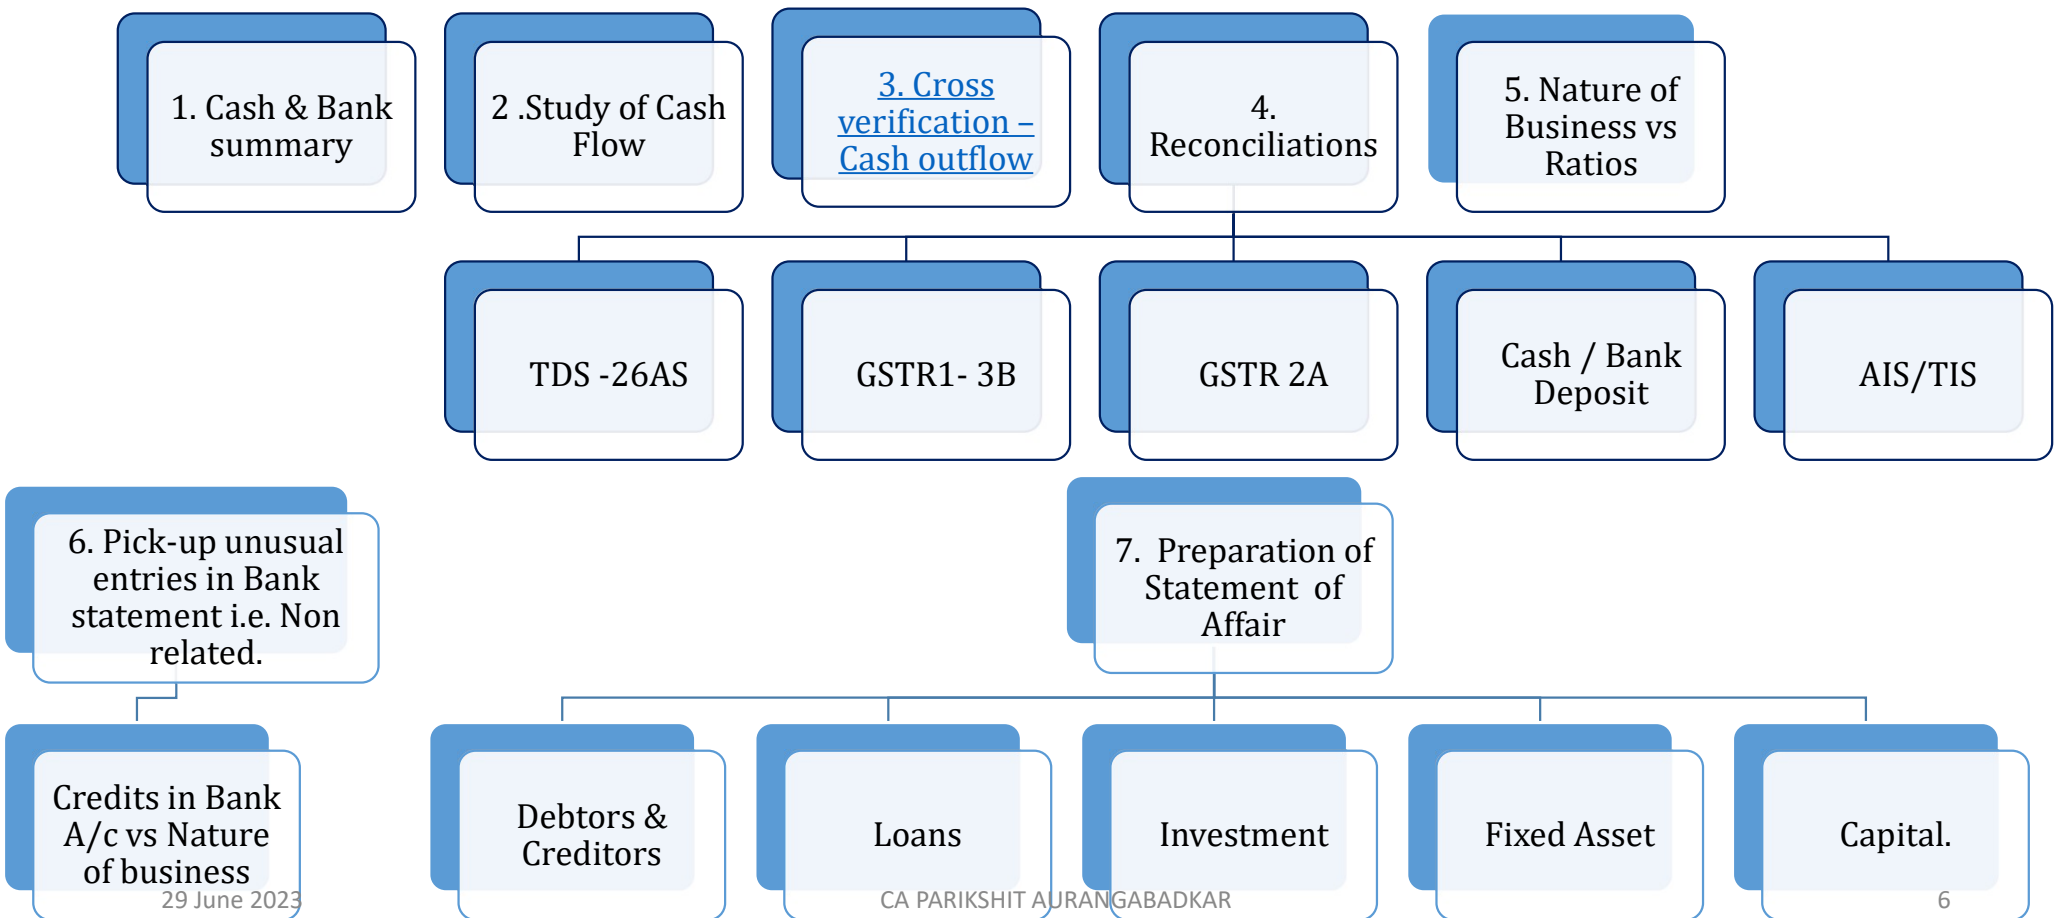 1. Cash & Bank
summary
2 .Study of Cash
Flow
3. Cross
verification –
Cash outflow
4.
Reconciliations
5. Nature of
Business vs
Ratios
TDS -26AS
GSTR1- 3B
GSTR 2A
Cash / Bank
Deposit
AIS/TIS
6. Pick-up unusual
entries in Bank
statement i.e. Non
related.
7.  Preparation of
Statement  of
Affair
Credits in Bank
A/c vs Nature
of business
Debtors &
Creditors
Loans
Investment
Fixed Asset
Capital.
29 June 2023
CA PARIKSHIT AURANGABADKAR
6